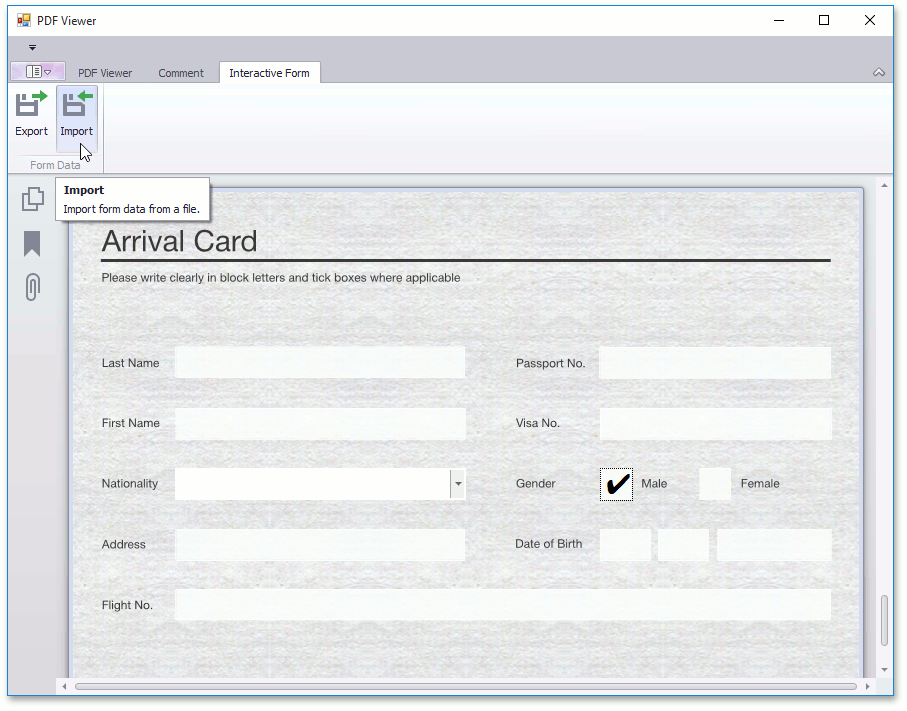 PDF Viewer
PDF Viewer Comment Interactive Form
Export Import
Form Data
Import
Import form data from a file.
Arrival Card
Please write clearly in block letters and tick boxes where applicable
Last Name Passport No.
First Name Visa No.
Nationality Gender Male Female
Address Date of Birth
Flight No.